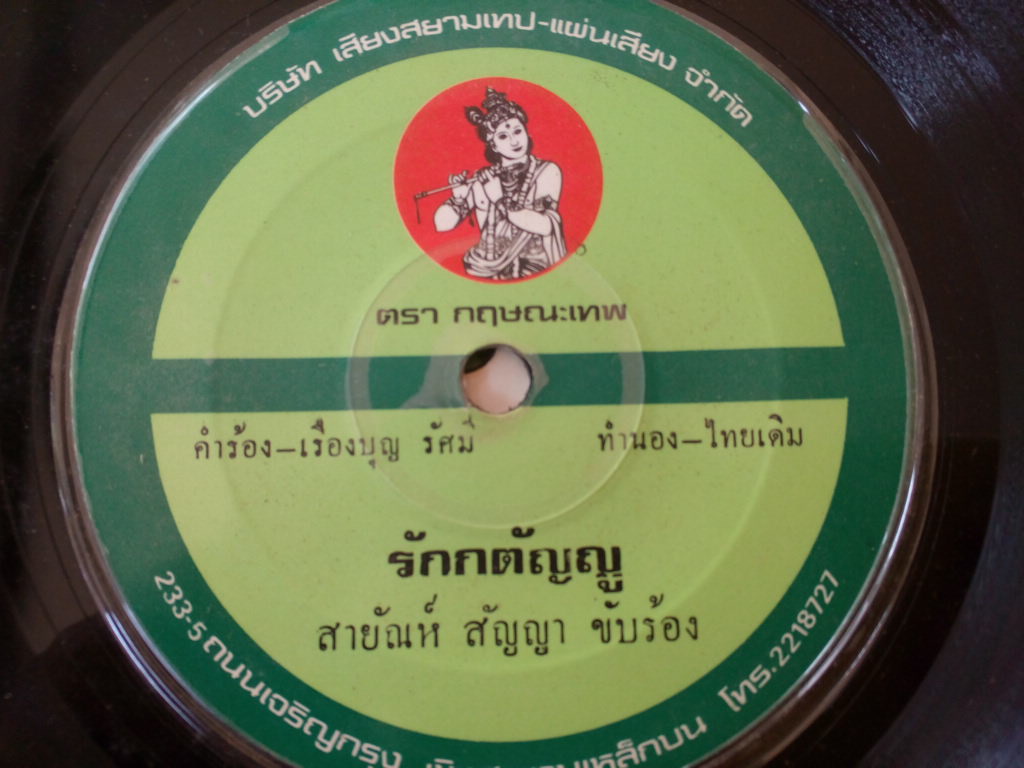 บริษัท เสียงสยามเทป-แผ่นเสียง จำกัด
ตรา กฤษณะเทพ
คำร้อง-เรืองบุญ รัศมี
ทำนอง-ไทยเดิม
รักกตัญญู
สายัณห์ สัญญา ขับร้อง
233-5 ถนนเจริญกรุง โทร. 2218727